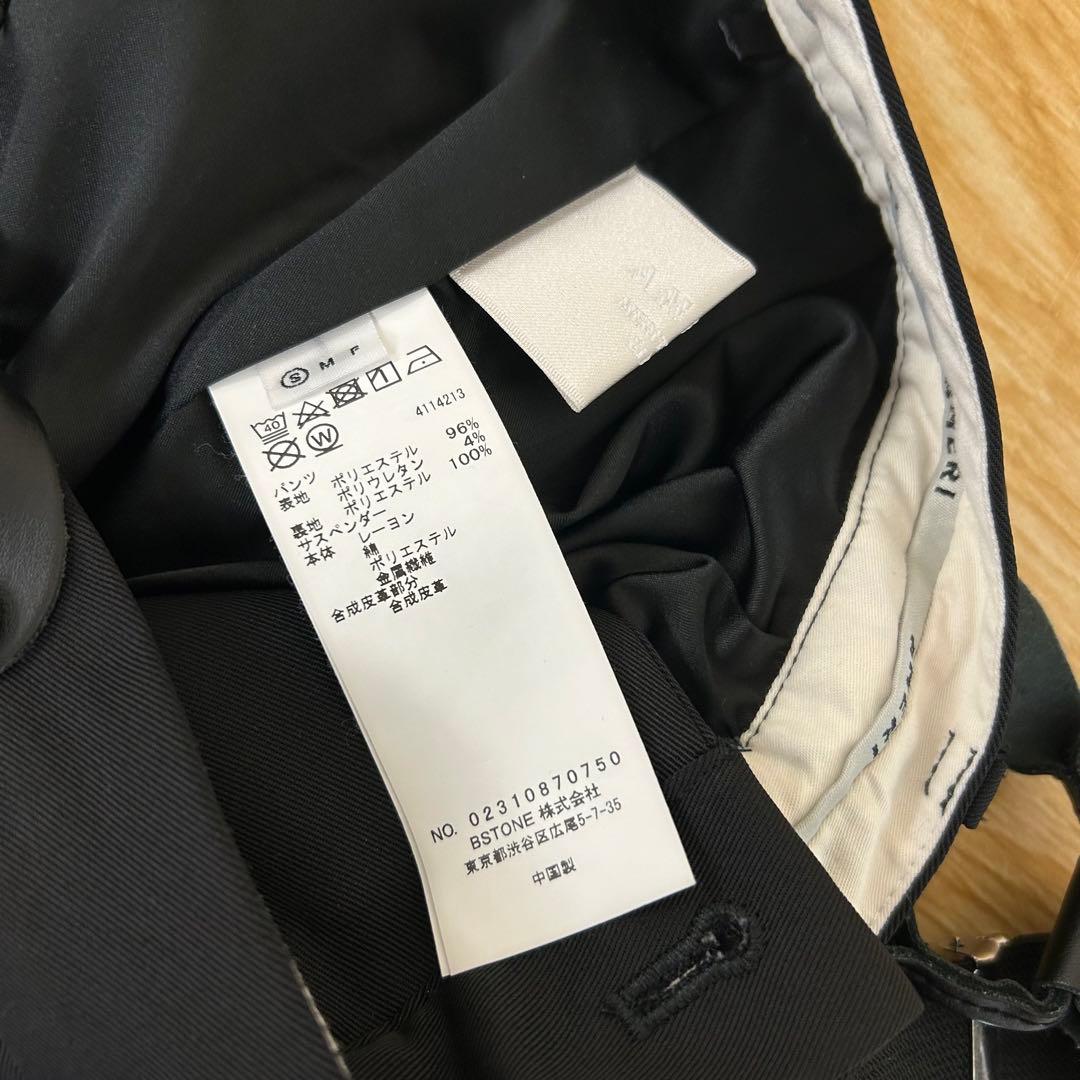 S M F
40
W
4114213
パンツ
表地 ポリエステル 96%
ポリウレタン 4%
裏地 ポリエステル 100%
サスペンダー
本体 レーヨン
綿
ポリエステル
金属繊維
合成皮革部分
合成皮革
NO. 02310870750
BSTONE 株式会社
東京都渋谷区広尾5-7-35
中国製